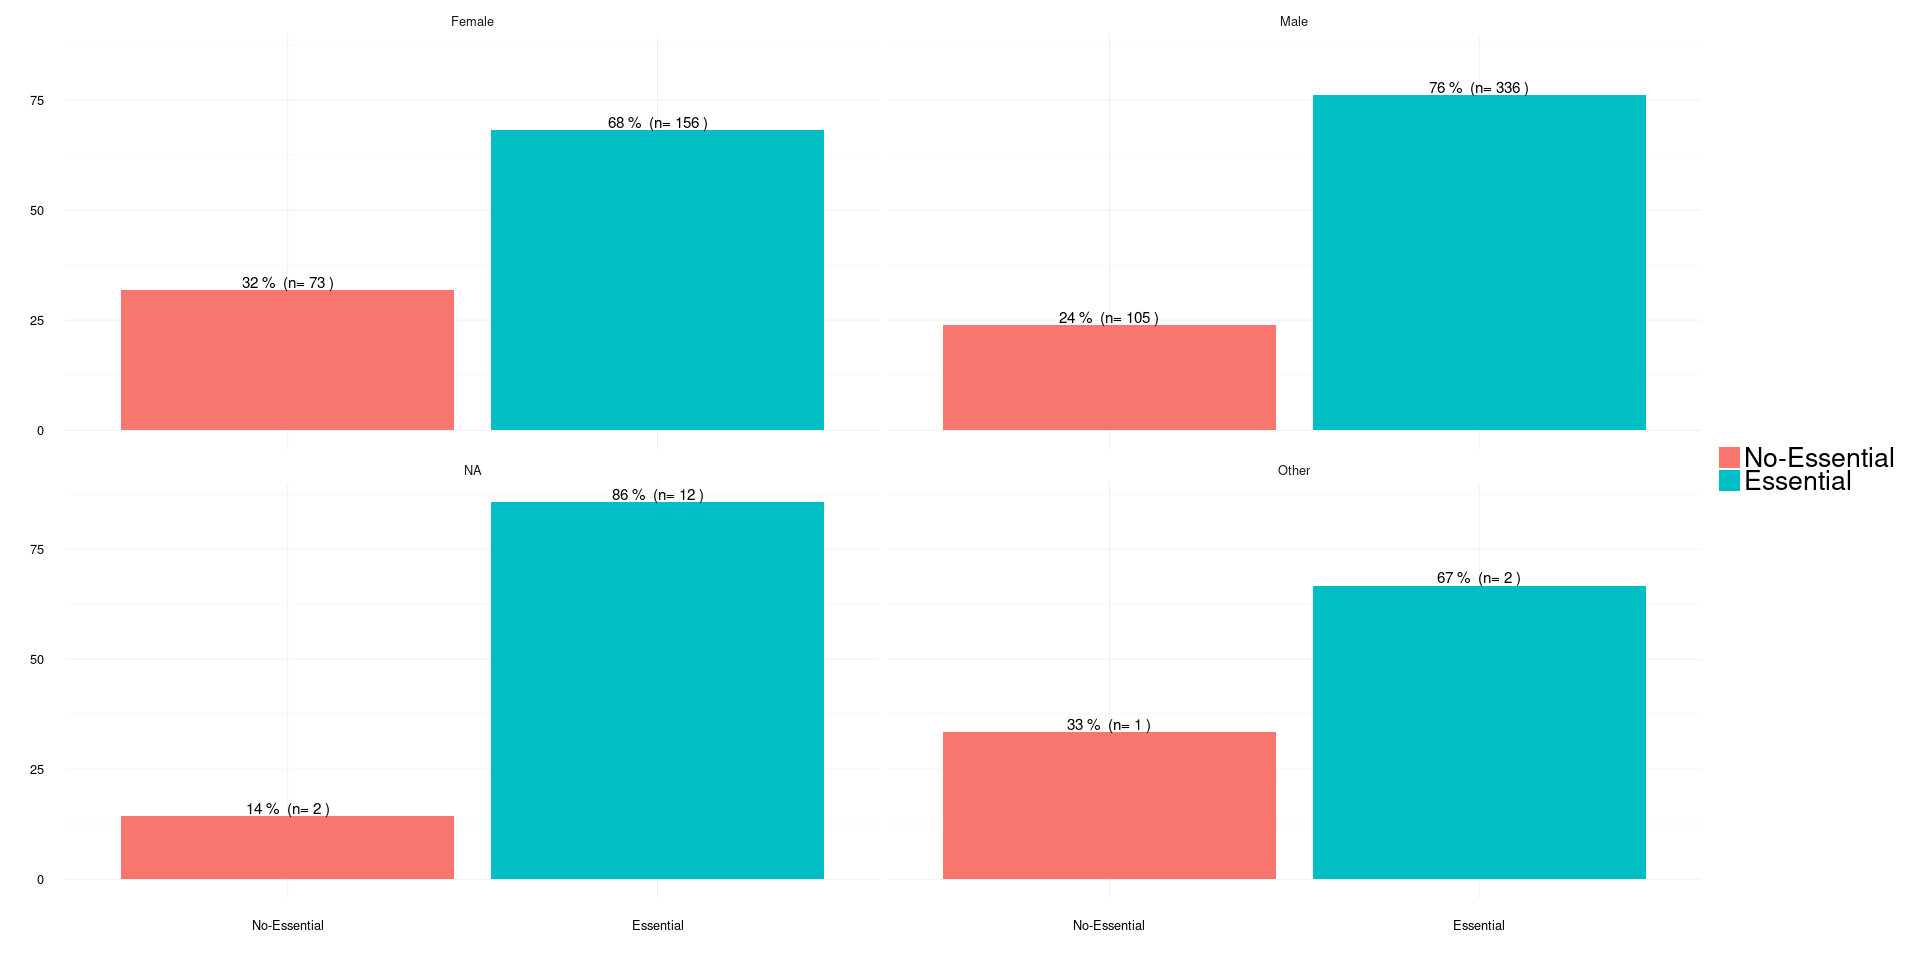 Female
Male
75
50
25
0
32 % (n= 73 )
68 % (n= 156 )
24 % (n= 105 )
76 % (n= 336 )
NA
Other
75
50
25
0
14 % (n= 2 )
86 % (n= 12 )
33 % (n= 1 )
67 % (n= 2 )
No-Essential
Essential
No-Essential
Essential
No-Essential
Essential